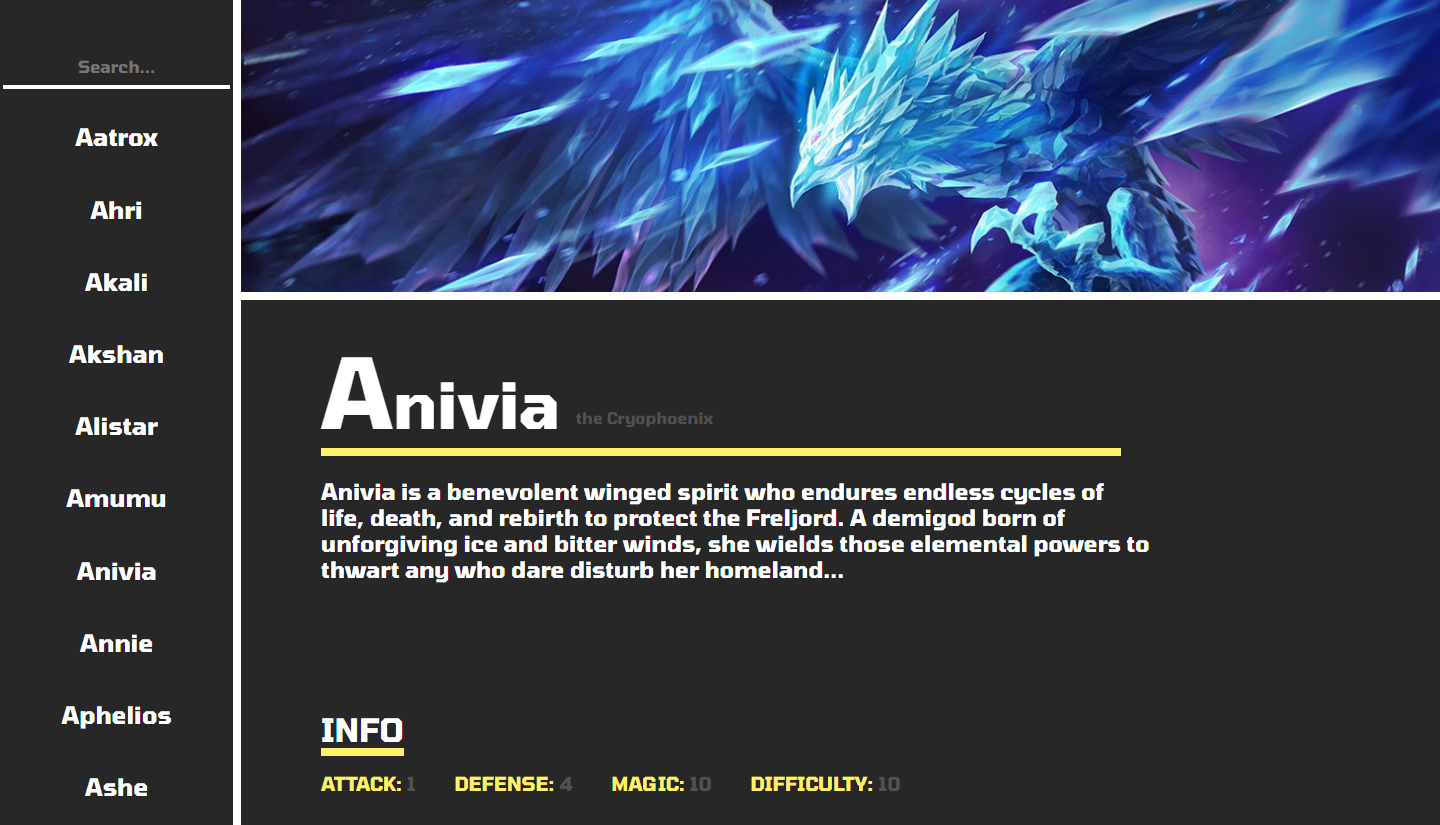 Search...
Aatrox
Ahri
Akali
Akshan
Alistar
Amumu
Anivia
Annie
Aphelios
Ashe
Anivia the Cryophoenix
Anivia is a benevolent winged spirit who endures endless cycles of
life, death, and rebirth to protect the Freljord. A demigod born of
unforgiving ice and bitter winds, she wields those elemental powers to
thwart any who dare disturb her homeland...
INFO
ATTACK: 1 DEFENSE: 4 MAGIC: 10 DIFFICULTY: 10